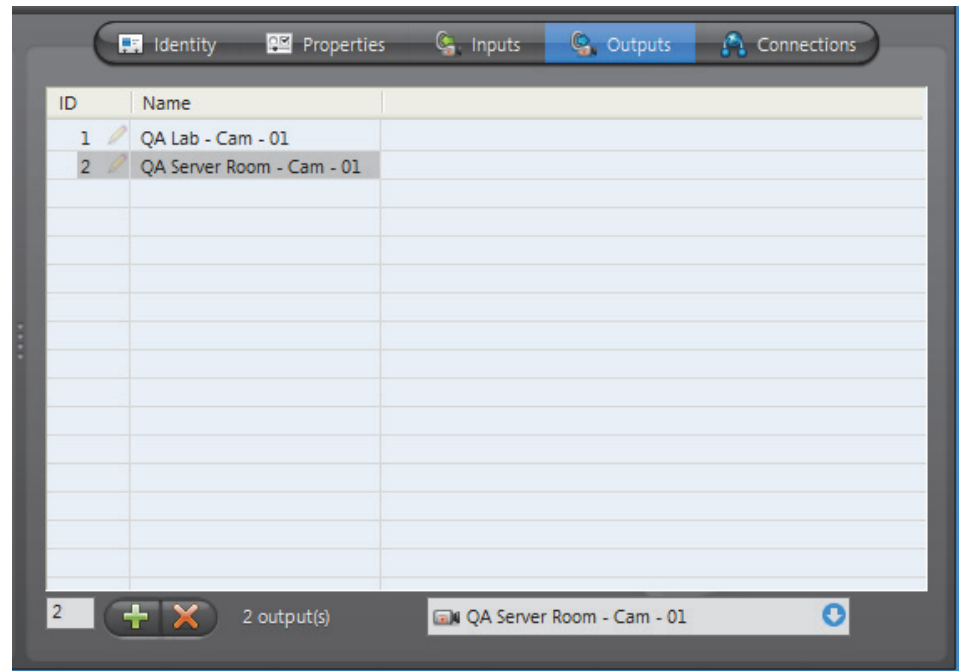 Identity Properties Inputs Outputs Connections
ID Name
1 QA Lab - Cam - 01
2 QA Server Room - Cam - 01
2 2 output(s) QA Server Room - Cam - 01